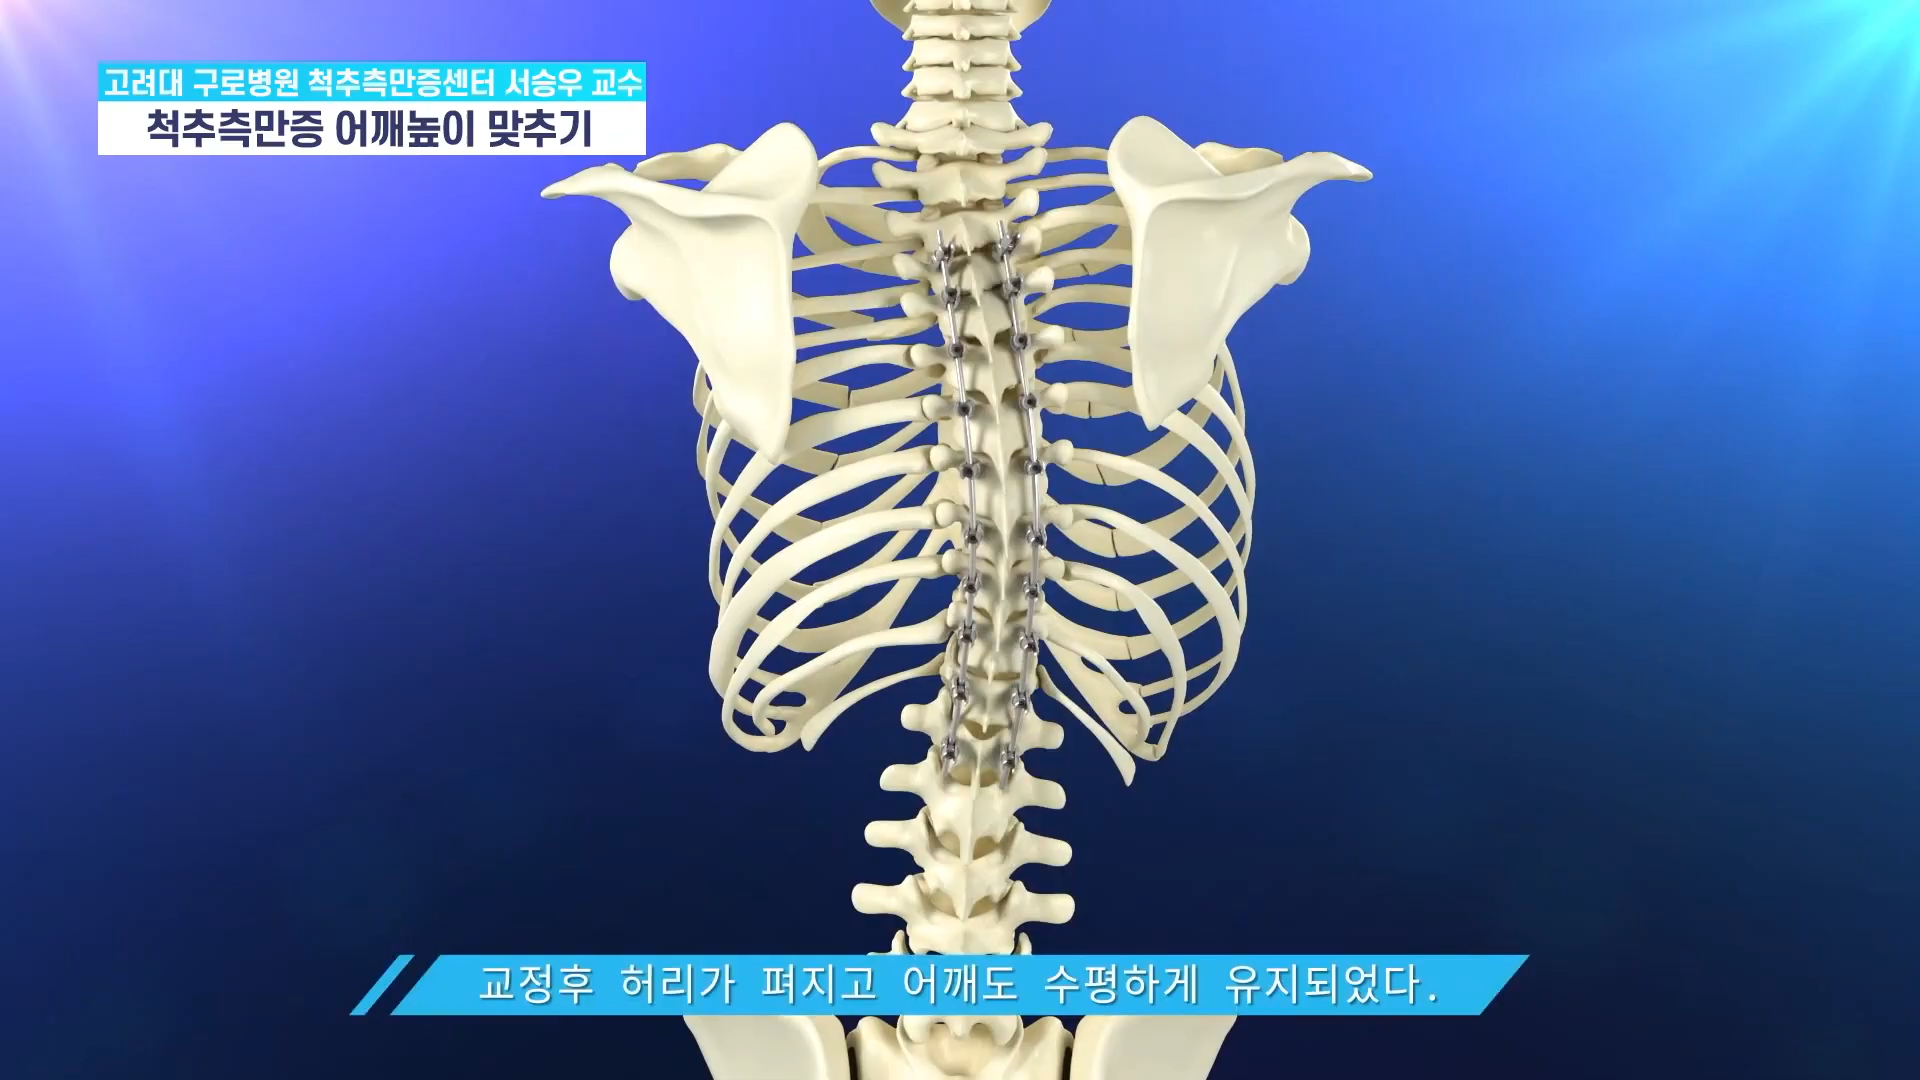 고려대 구로병원 척추측만증센터 서승우 교수
척추측만증 어깨높이 맞추기
교정후 허리가 펴지고 어깨도 수평하게 유지되었다.